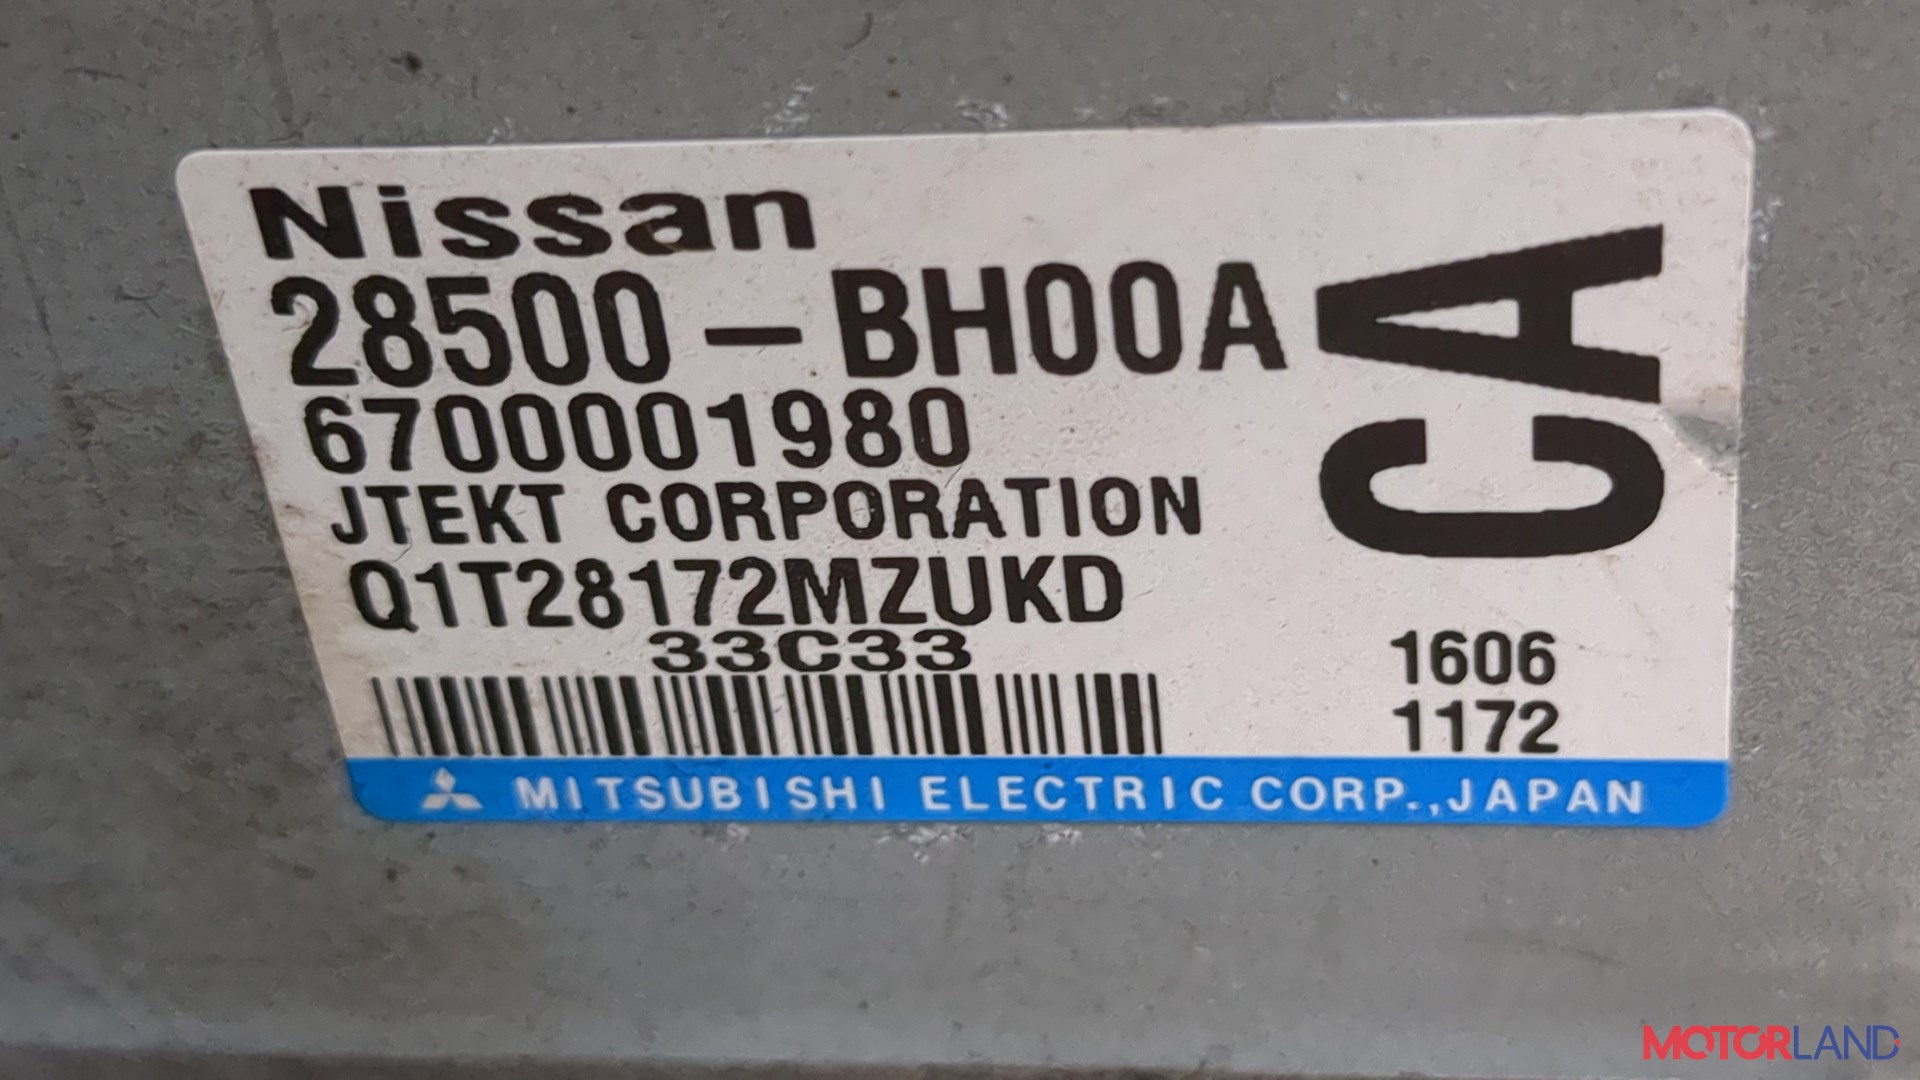 Nissan
28500-BH00A
6700001980
JTEKT CORPORATION
Q1T28172MZUKD
33C33
CA
1606
1172
MITSUBISHI ELECTRIC CORP.,JAPAN
MOTORLAND